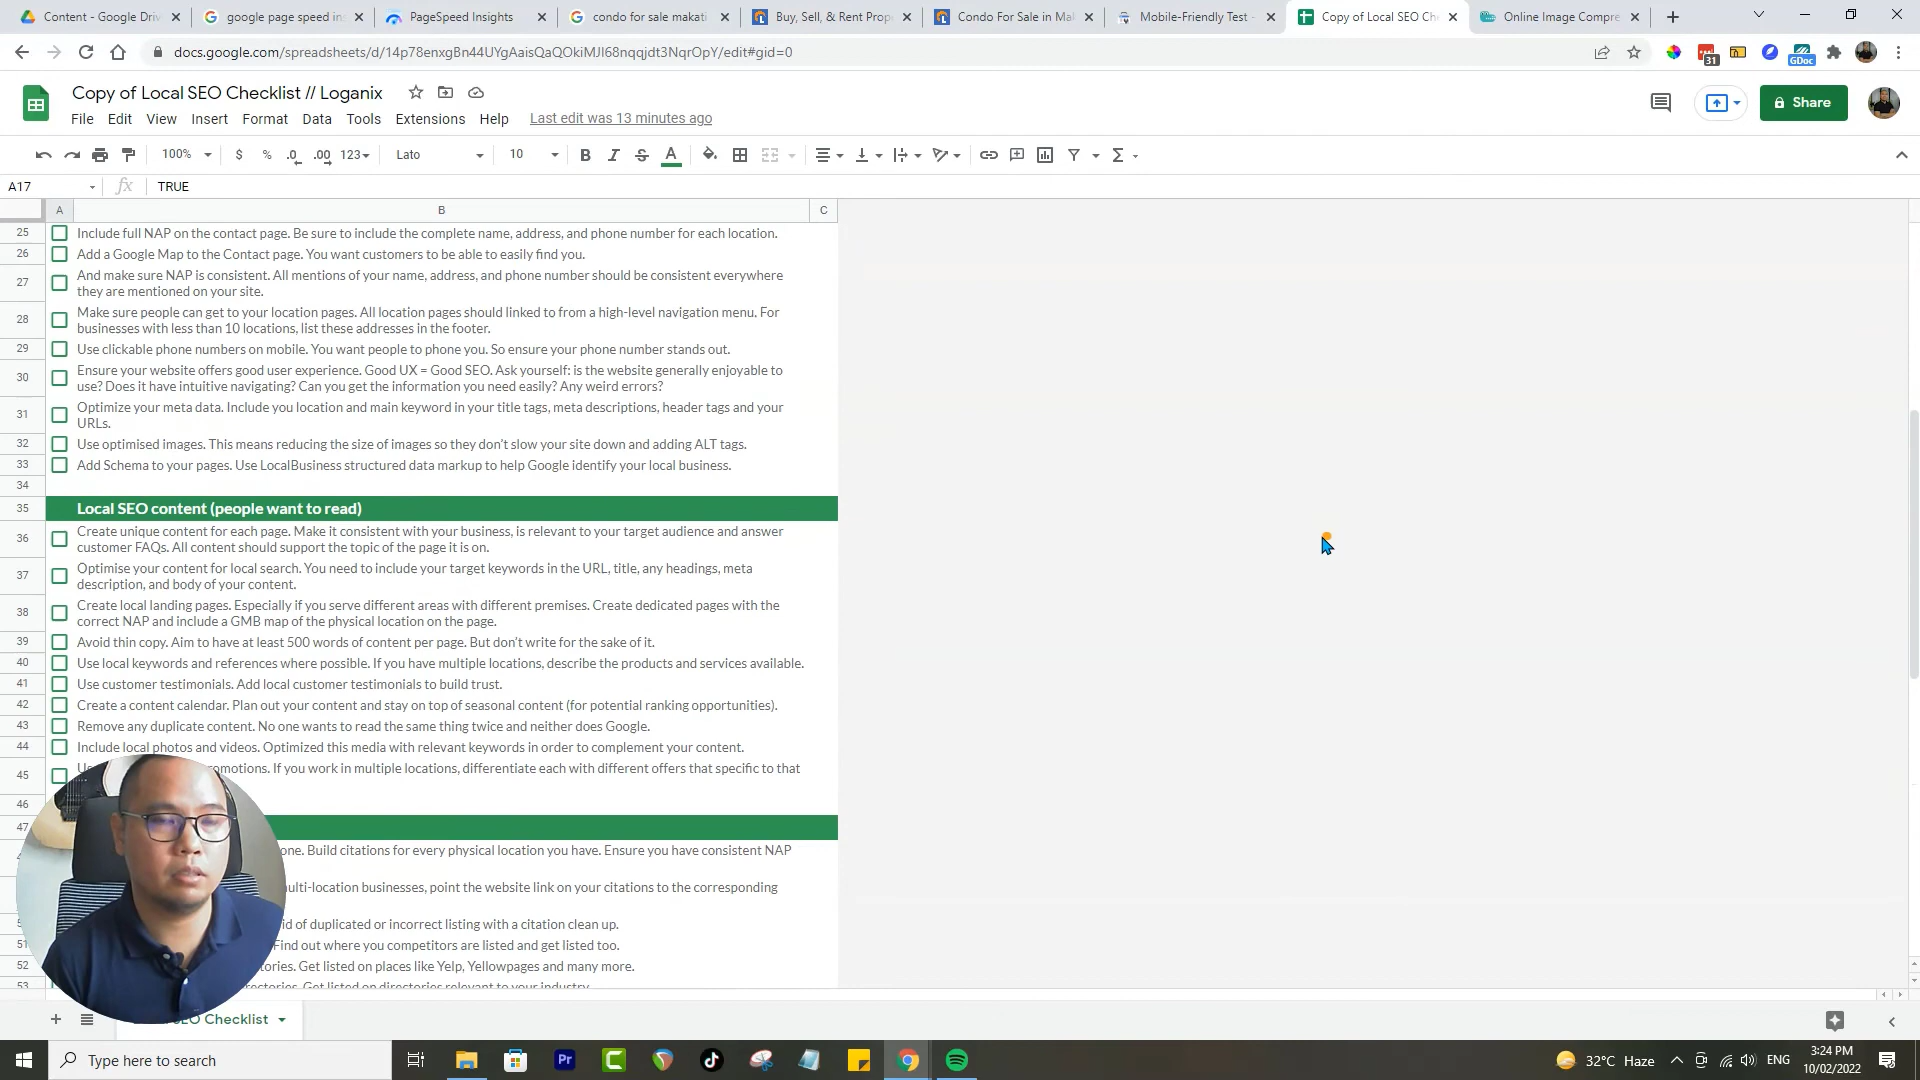 Content - Google Driv
google page speed in
PageSpeed Insights
condo for sale makati
Buy, Sell, & Rent Prop
Condo For Sale in Mal
Mobile-Friendly Test -
Copy of Local SEO Ch
Online Image Compre
docs.google.com/spreadsheets/d/14p78enxgBn44UYgAaisQaQOkiMJl68nqqjdt3NqrOpY/edit#gid=0
31
GDoc
Copy of Local SEO Checklist // Loganix
File Edit View Insert Format Data Tools Extensions Help Last edit was 13 minutes ago
Share
100% $ % .0 .00 123 Lato 10 B I S A Σ
A17 fx TRUE
A B C
25 Include full NAP on the contact page. Be sure to include the complete name, address, and phone number for each location.
26 Add a Google Map to the Contact page. You want customers to be able to easily find you.
27 And make sure NAP is consistent. All mentions of your name, address, and phone number should be consistent everywhere
they are mentioned on your site.
28 Make sure people can get to your location pages. All location pages should linked to from a high-level navigation menu. For
businesses with less than 10 locations, list these addresses in the footer.
29 Use clickable phone numbers on mobile. You want people to phone you. So ensure your phone number stands out.
30 Ensure your website offers good user experience. Good UX = Good SEO. Ask yourself: is the website generally enjoyable to
use? Does it have intuitive navigating? Can you get the information you need easily? Any weird errors?
31 Optimize your meta data. Include you location and main keyword in your title tags, meta descriptions, header tags and your
URLs.
32 Use optimised images. This means reducing the size of images so they don't slow your site down and adding ALT tags.
33 Add Schema to your pages. Use LocalBusiness structured data markup to help Google identify your local business.
34
35 Local SEO content (people want to read)
36 Create unique content for each page. Make it consistent with your business, is relevant to your target audience and answer
customer FAQs. All content should support the topic of the page it is on.
37 Optimise your content for local search. You need to include your target keywords in the URL, title, any headings, meta
description, and body of your content.
38 Create local landing pages. Especially if you serve different areas with different premises. Create dedicated pages with the
correct NAP and include a GMB map of the physical location on the page.
39 Avoid thin copy. Aim to have at least 500 words of content per page. But don't write for the sake of it.
40 Use local keywords and references where possible. If you have multiple locations, describe the products and services available.
41 Use customer testimonials. Add local customer testimonials to build trust.
42 Create a content calendar. Plan out your content and stay on top of seasonal content (for potential ranking opportunities).
43 Remove any duplicate content. No one wants to read the same thing twice and neither does Google.
44 Include local photos and videos. Optimized this media with relevant keywords in order to complement your content.
45 omotions. If you work in multiple locations, differentiate each with different offers that specific to that
46
47
one. Build citations for every physical location you have. Ensure you have consistent NAP
ulti-location businesses, point the website link on your citations to the corresponding
id of duplicated or incorrect listing with a citation clean up.
51 Find out where you competitors are listed and get listed too.
52 tories. Get listed on places like Yelp, Yellowpages and many more.
53 rectories. Get listed on directories relevant to your industry.
EO Checklist
Type here to search
Pr
32°C Haze
ENG
3:24 PM
10/02/2022